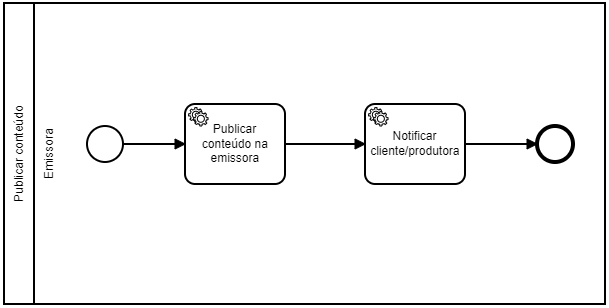 Publicar conteúdo
Emissora
Publicar
conteúdo na
emissora
Notificar
cliente/produtora